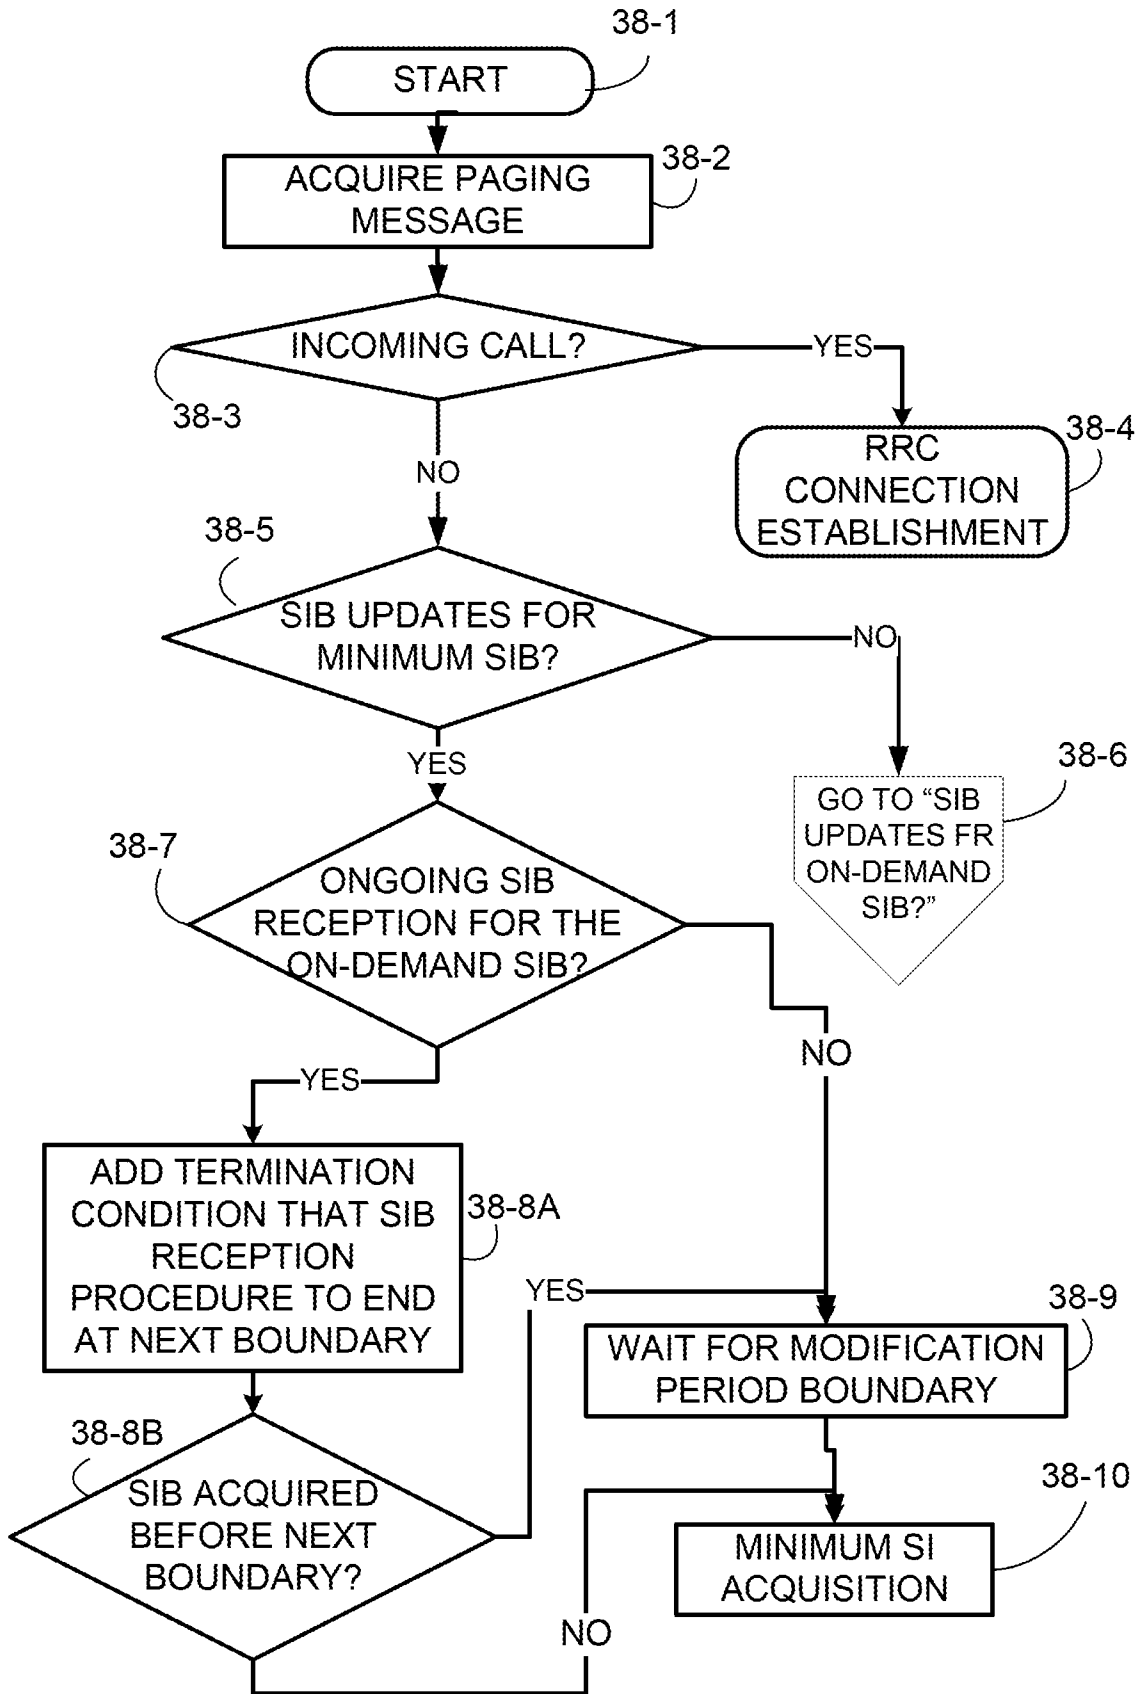 38-1
START
38-2
ACQUIRE PAGING
MESSAGE
INCOMING CALL?
YES
38-3
NO
38-4
RRC
CONNECTION
ESTABLISHMENT
38-5
SIB UPDATES FOR
MINIMUM SIB?
NO
YES
38-6
GO TO “SIB
UPDATES FR
ON-DEMAND
SIB?”
38-7
ONGOING SIB
RECEPTION FOR THE
ON-DEMAND SIB?
NO
YES
ADD TERMINATION
CONDITION THAT SIB
RECEPTION
PROCEDURE TO END
AT NEXT BOUNDARY
38-8A
YES
38-9
WAIT FOR MODIFICATION
PERIOD BOUNDARY
38-8B
SIB ACQUIRED
BEFORE NEXT
BOUNDARY?
38-10
MINIMUM SI
ACQUISITION
NO